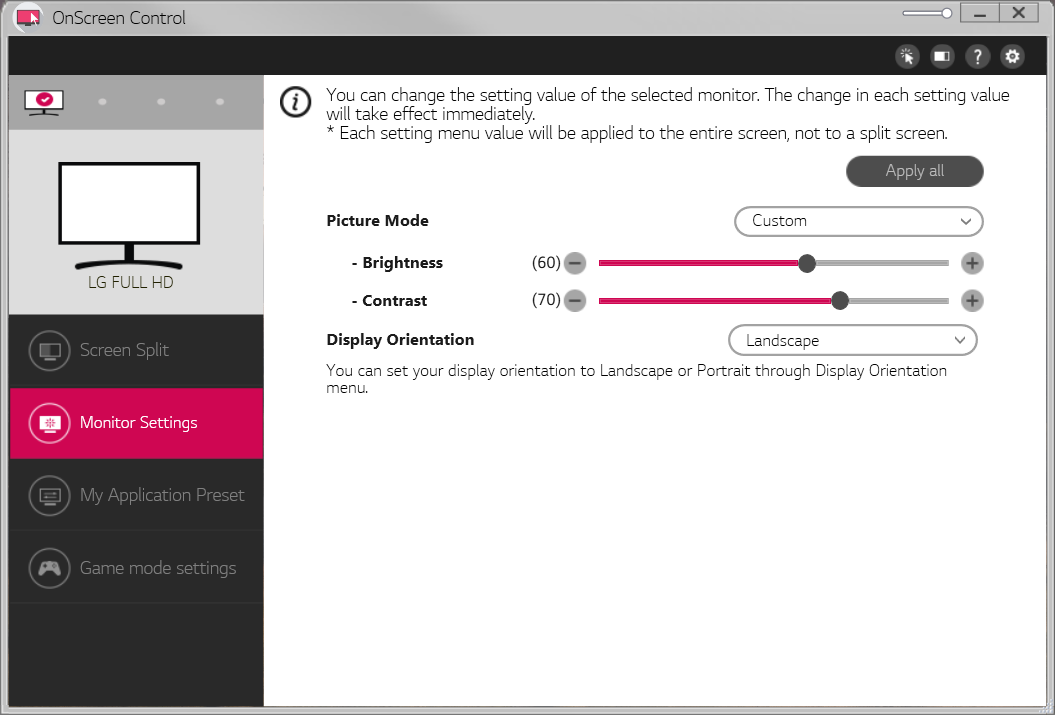 OnScreen Control
?
You can change the setting value of the selected monitor. The change in each setting value
will take effect immediately.
* Each setting menu value will be applied to the entire screen, not to a split screen.
Apply all
Picture Mode
Custom
- Brightness
(60)
- Contrast
(70)
Display Orientation
Landscape
You can set your display orientation to Landscape or Portrait through Display Orientation
menu.
LG FULL HD
Screen Split
Monitor Settings
My Application Preset
Game mode settings